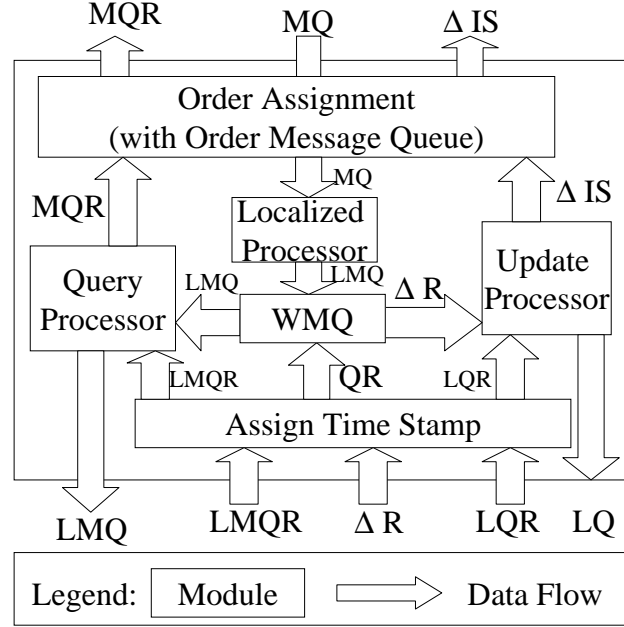 MQR MQ Δ IS
Order Assignment
(with Order Message Queue)
MQ
MQR Δ IS
Localized
Processor
LMQ
Query
Processor
LMQ
WMQ
Δ R
Update
Processor
LMQR QR LQR
Assign Time Stamp
LMQ LMQR Δ R LQR LQ
Legend: Module Data Flow